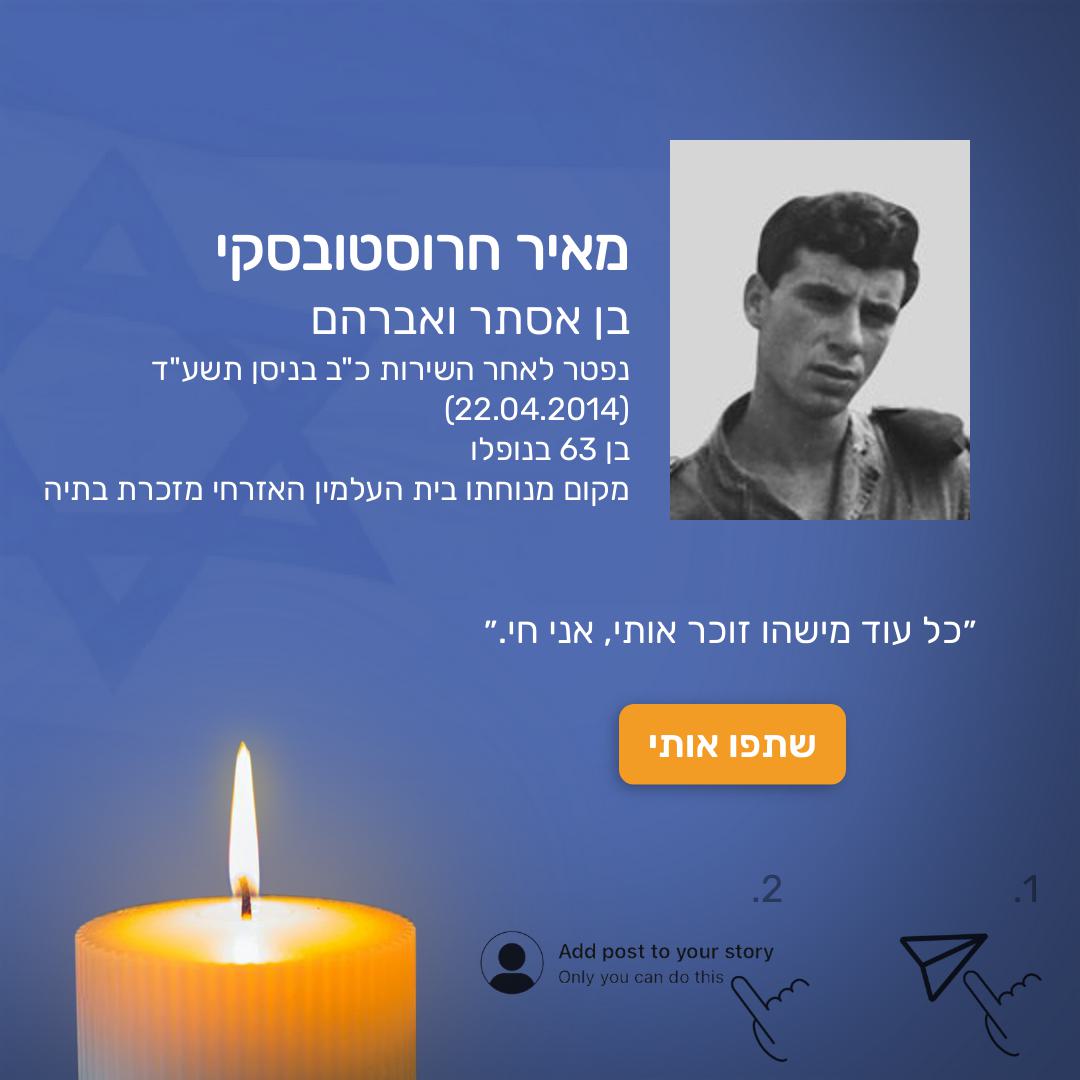 מאיר חרוסטובסקי
בן אסתר ואברהם
נפטר לאחר השירות כ"ב בניסן תשע"ד
(22.04.2014)
בן 63 בנופלו
מקום מנוחתו בית העלמין האזרחי מזכרת בתיה
״כל עוד מישהו זוכר אותי, אני חי.״
שתפו אותי
.1
.2
Add post to your story
Only you can do this